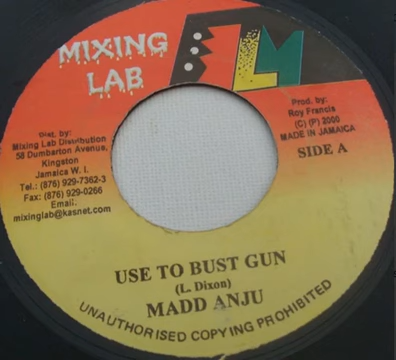 MIXING
LAB
ELM
Dist. by:
Mixing Lab Distribution
58 Dumbarton Avenue,
Kingston
Jamaica W. I.
Tel.: (876) 929-7362-3
Fax: (876) 929-0266
Email.
mixinglab@kasnet.com
Prod. by:
Roy Francis
(C) (P) 2000
MADE IN JAMAICA
SIDE A
USE TO BUST GUN
(L. Dixon)
MADD ANJU
UNAUTHORISED COPYING PROHIBITED